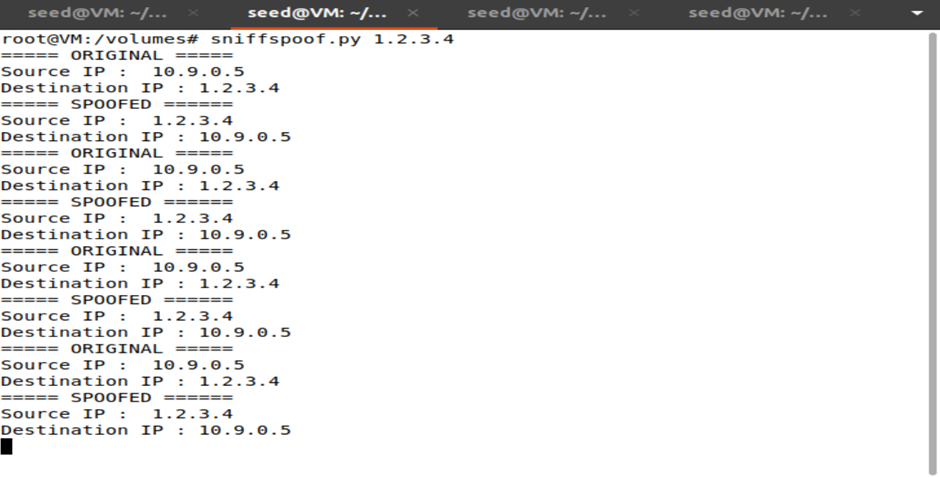 seed@VM: ~/... × seed@VM: ~/... × seed@VM: ~/... × seed@VM: ~/... ×
root@VM:/volumes# sniffspoof.py 1.2.3.4
===== ORIGINAL =====
Source IP :  10.9.0.5
Destination IP : 1.2.3.4
===== SPOOFED ======
Source IP :  1.2.3.4
Destination IP : 10.9.0.5
===== ORIGINAL =====
Source IP :  10.9.0.5
Destination IP : 1.2.3.4
===== SPOOFED ======
Source IP :  1.2.3.4
Destination IP : 10.9.0.5
===== ORIGINAL =====
Source IP :  10.9.0.5
Destination IP : 1.2.3.4
===== SPOOFED ======
Source IP :  1.2.3.4
Destination IP : 10.9.0.5
===== ORIGINAL =====
Source IP :  10.9.0.5
Destination IP : 1.2.3.4
===== SPOOFED ======
Source IP :  1.2.3.4
Destination IP : 10.9.0.5